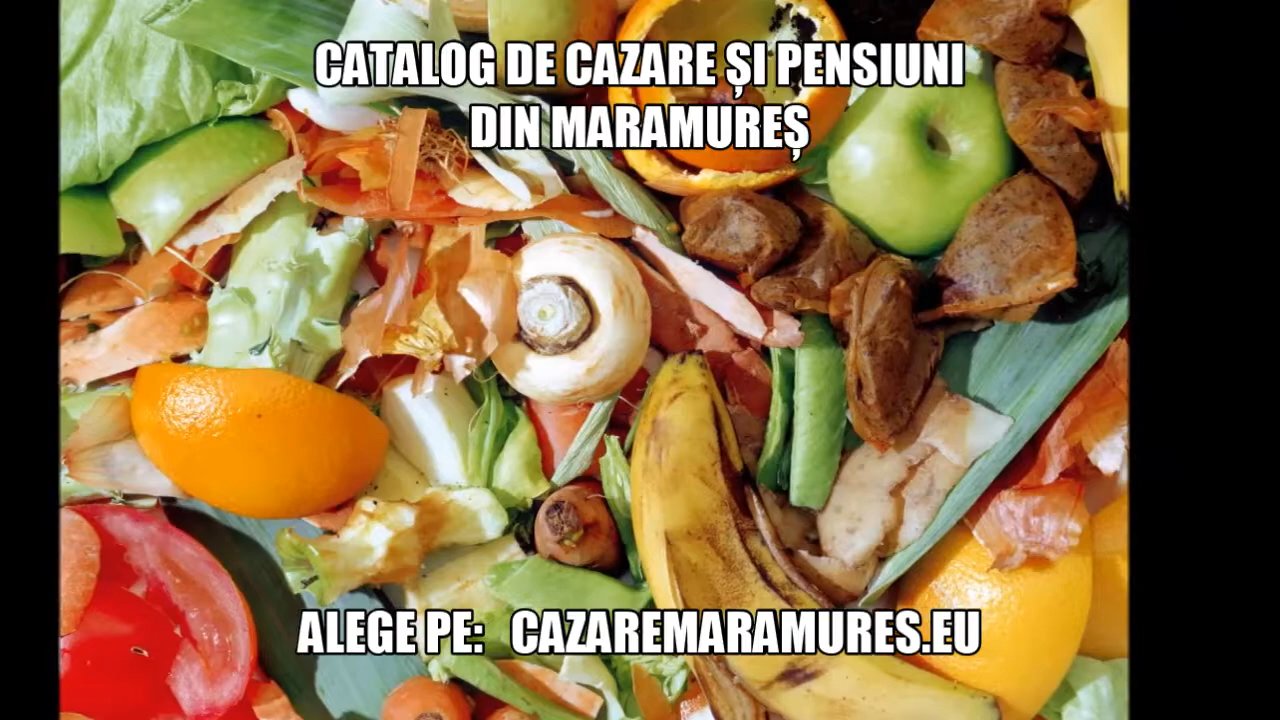 CATALOG DE CAZARE ȘI PENSIUNI
DIN MARAMUREȘ
ALEGE PE: CAZAREMARAMURES.EU